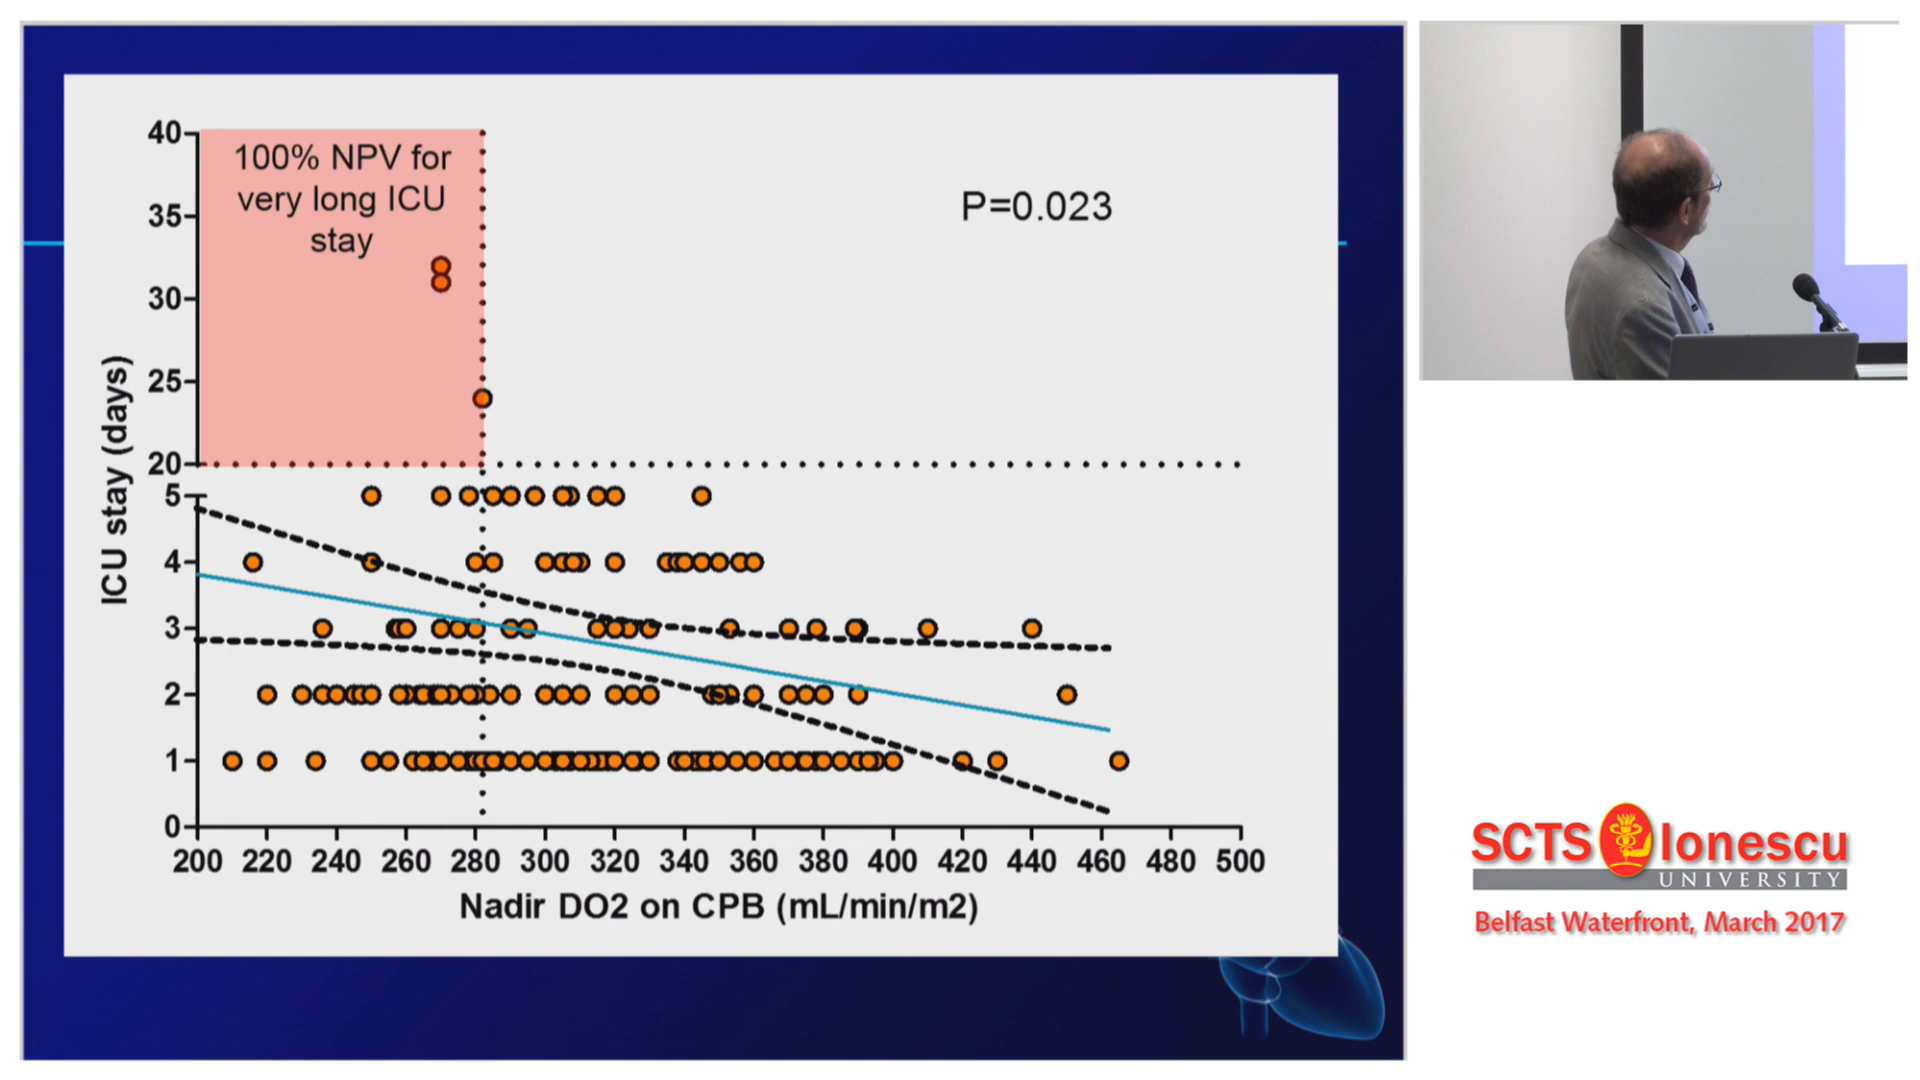 100% NPV for
very long ICU
stay
P=0.023
ICU stay (days)
40
35
30
25
20
5
4
3
2
1
0
200 220 240 260 280 300 320 340 360 380 400 420 440 460 480 500
Nadir DO2 on CPB (mL/min/m2)
SCTS Ionescu
UNIVERSITY
Belfast Waterfront, March 2017